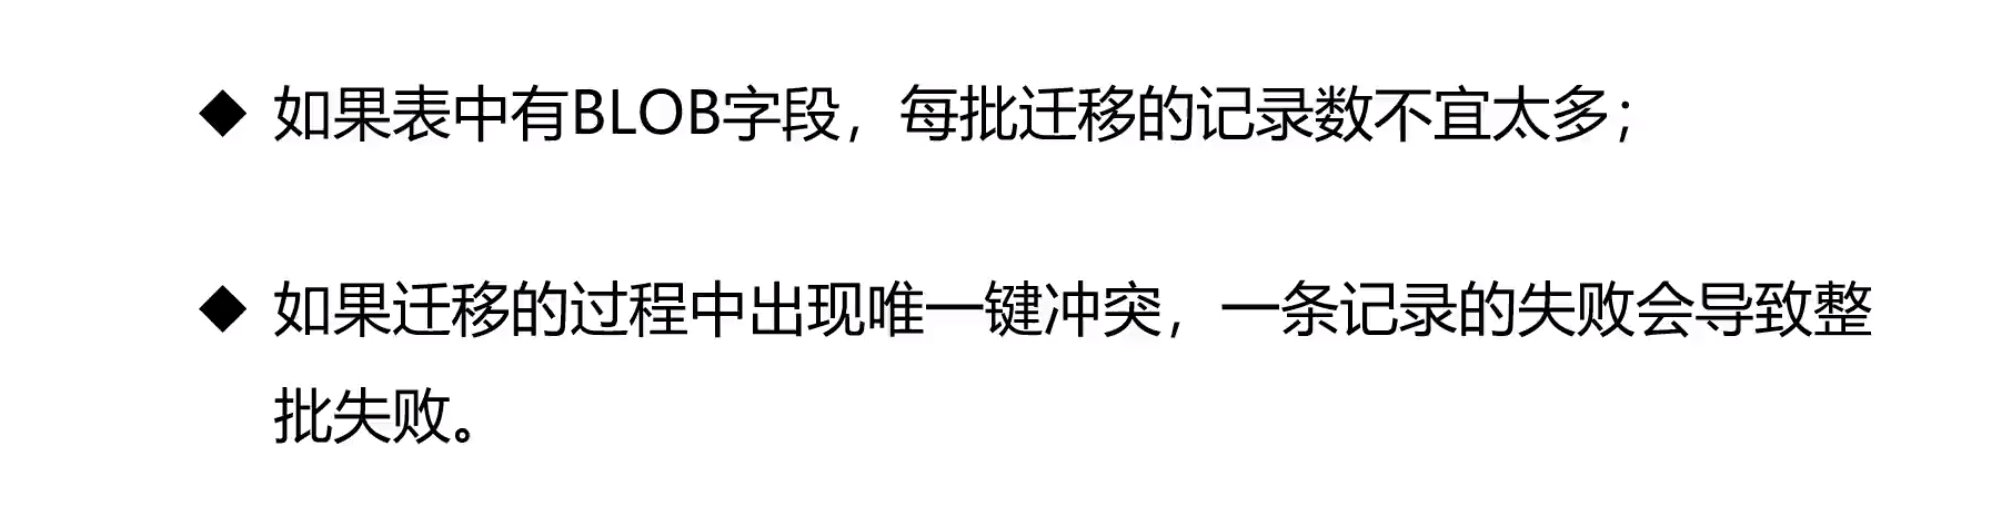 ◆ 如果表中有BLOB字段，每批迁移的记录数不宜太多；
◆ 如果迁移的过程中出现唯一键冲突，一条记录的失败会导致整
批失败。